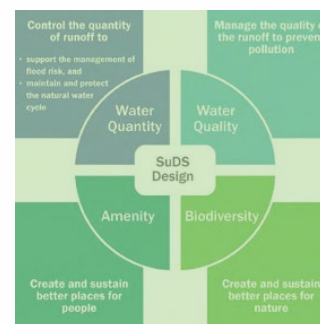 Control the quantity
of runoff to
• support the management of
flood risk, and
• maintain and protect
the natural water
cycle
Manage the quality
the runoff to preven
pollution
Water
Quantity
Water
Quality
SuDS
Design
Amenity
Biodiversity
Create and sustain
better places for
people
Create and sustain
better places for
nature